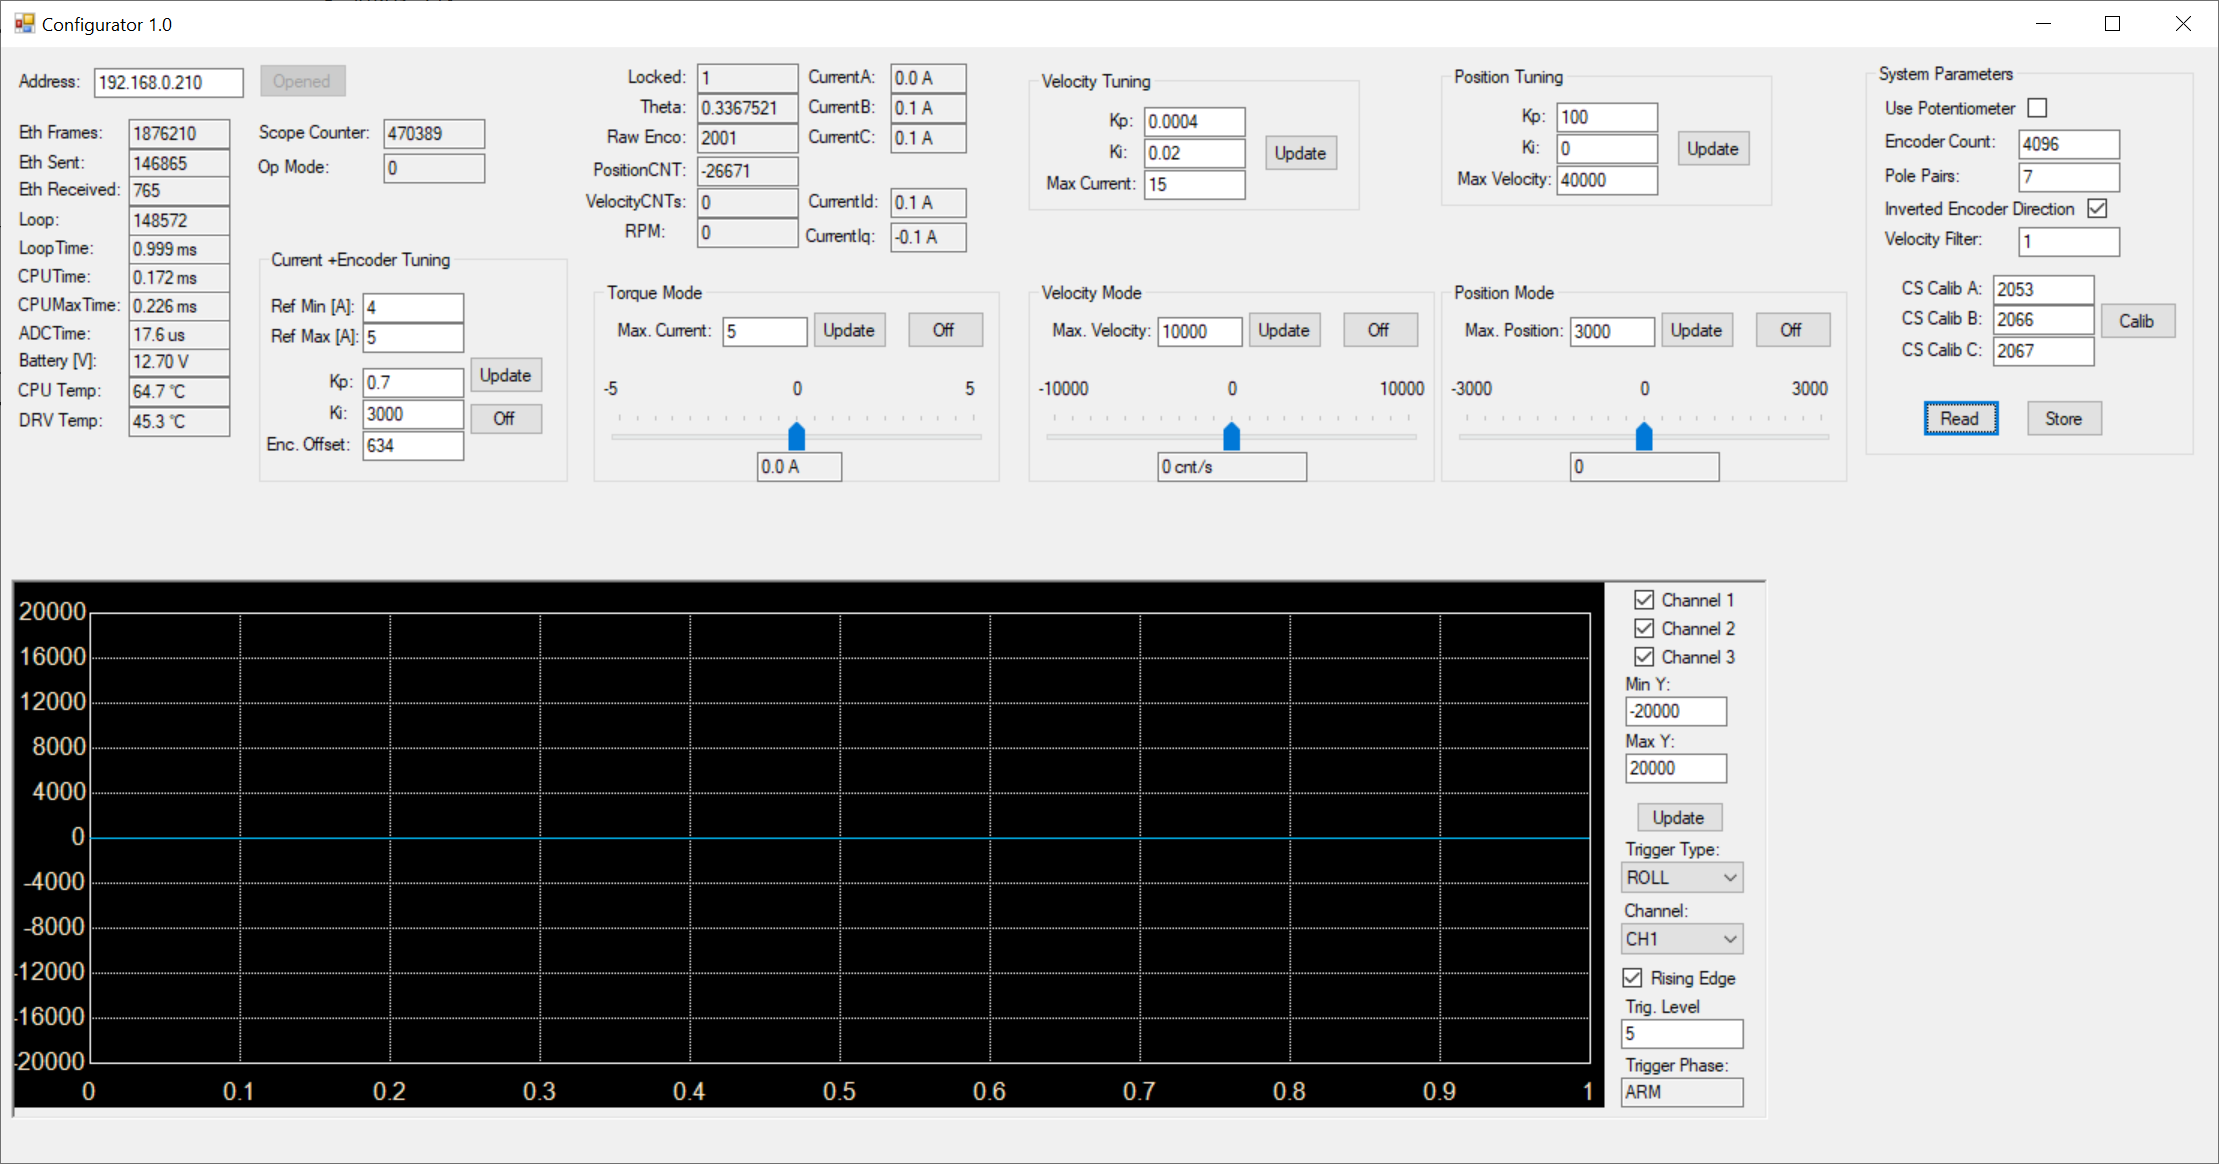 Configurator 1.0
Address: 192.168.0.210 Opened
Eth Frames: 1876210
Eth Sent: 146865
Eth Received: 765
Loop: 148572
LoopTime: 0.999 ms
CPUTime: 0.172 ms
CPUMaxTime: 0.226 ms
ADCTime: 17.6 us
Battery [V]: 12.70 V
CPU Temp: 64.7 °C
DRV Temp: 45.3 °C
Scope Counter: 470389
Op Mode: 0
Current +Encoder Tuning
Ref Min [A]: 4
Ref Max [A]: 5
Kp: 0.7 Update
Ki: 3000 Off
Enc. Offset: 634
Locked: 1
Theta: 0.3367521
Raw Enco: 2001
PositionCNT: -26671
VelocityCNTs: 0
RPM: 0
CurrentA: 0.0 A
CurrentB: 0.1 A
CurrentC: 0.1 A
CurrentId: 0.1 A
CurrentIq: -0.1 A
Torque Mode
Max. Current: 5 Update Off
-5 0 5
0.0 A
Velocity Tuning
Kp: 0.0004
Ki: 0.02 Update
Max Current: 15
Velocity Mode
Max. Velocity: 10000 Update Off
-10000 0 10000
0 cnt/s
Position Tuning
Kp: 100
Ki: 0 Update
Max Velocity: 40000
Position Mode
Max. Position: 3000 Update Off
-3000 0 3000
0
System Parameters
Use Potentiometer
Encoder Count: 4096
Pole Pairs: 7
Inverted Encoder Direction
Velocity Filter: 1
CS Calib A: 2053
CS Calib B: 2066 Calib
CS Calib C: 2067
Read Store
20000
16000
12000
8000
4000
0
-4000
-8000
-12000
-16000
-20000
0 0.1 0.2 0.3 0.4 0.5 0.6 0.7 0.8 0.9 1
Channel 1
Channel 2
Channel 3
Min Y:
-20000
Max Y:
20000
Update
Trigger Type:
ROLL
Channel:
CH1
Rising Edge
Trig. Level
5
Trigger Phase:
ARM